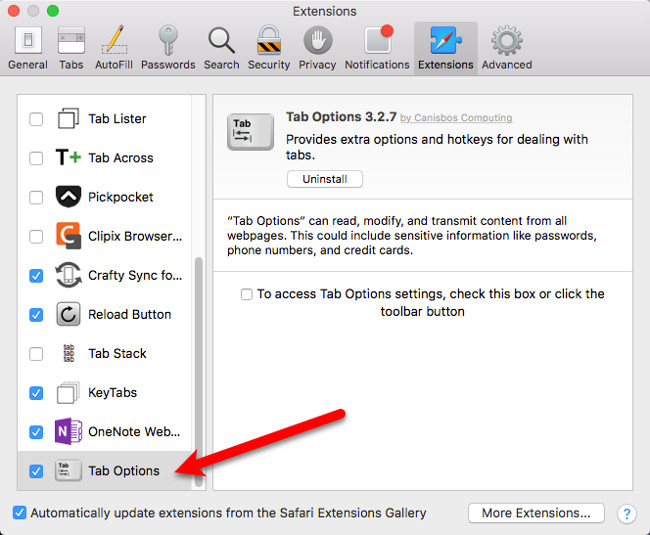 Extensions
General Tabs AutoFill Passwords Search Security Privacy Notifications Extensions Advanced
Tab Lister
T+ Tab Across
Pickpocket
Clipix Browser...
Crafty Sync fo...
Reload Button
tab
tab
tab
Tab Stack
KeyTabs
N OneNote Web...
Tab
Tab Options
Tab
Tab Options 3.2.7 by Canisbos Computing
Provides extra options and hotkeys for dealing with
tabs.
Uninstall
“Tab Options” can read, modify, and transmit content from all
webpages. This could include sensitive information like passwords,
phone numbers, and credit cards.
To access Tab Options settings, check this box or click the
toolbar button
Automatically update extensions from the Safari Extensions Gallery
More Extensions...
?